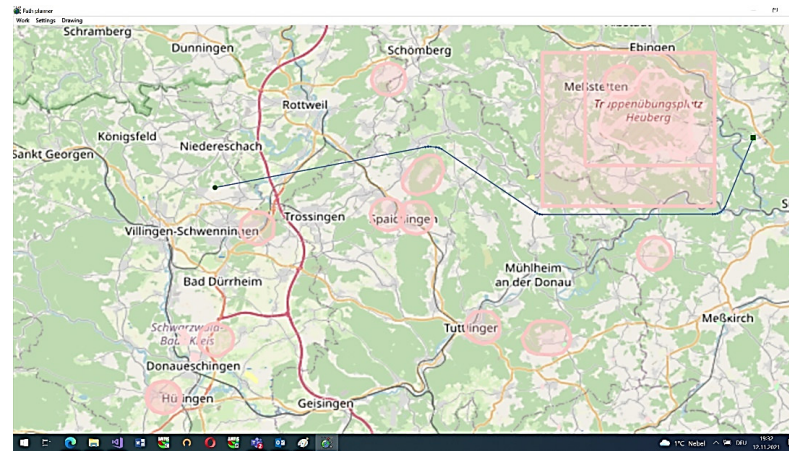 Path planner
Work Settings Drawing
Schramberg
Dunningen
Schömberg
Ebingen
Meßstetten
Truppenübungsplatz
Heuberg
Rottweil
Königsfeld
Niedereschach
Sankt Georgen
Trossingen
Spaichingen
Villingen-Schwenningen
Bad Dürrheim
Mühlheim
an der Donau
Meßkirch
Schwarzwald-
Baar-Kreis
Tuttlingen
Donaueschingen
Geisingen
1°C Nebel
DEU
19:32
12.11.2021